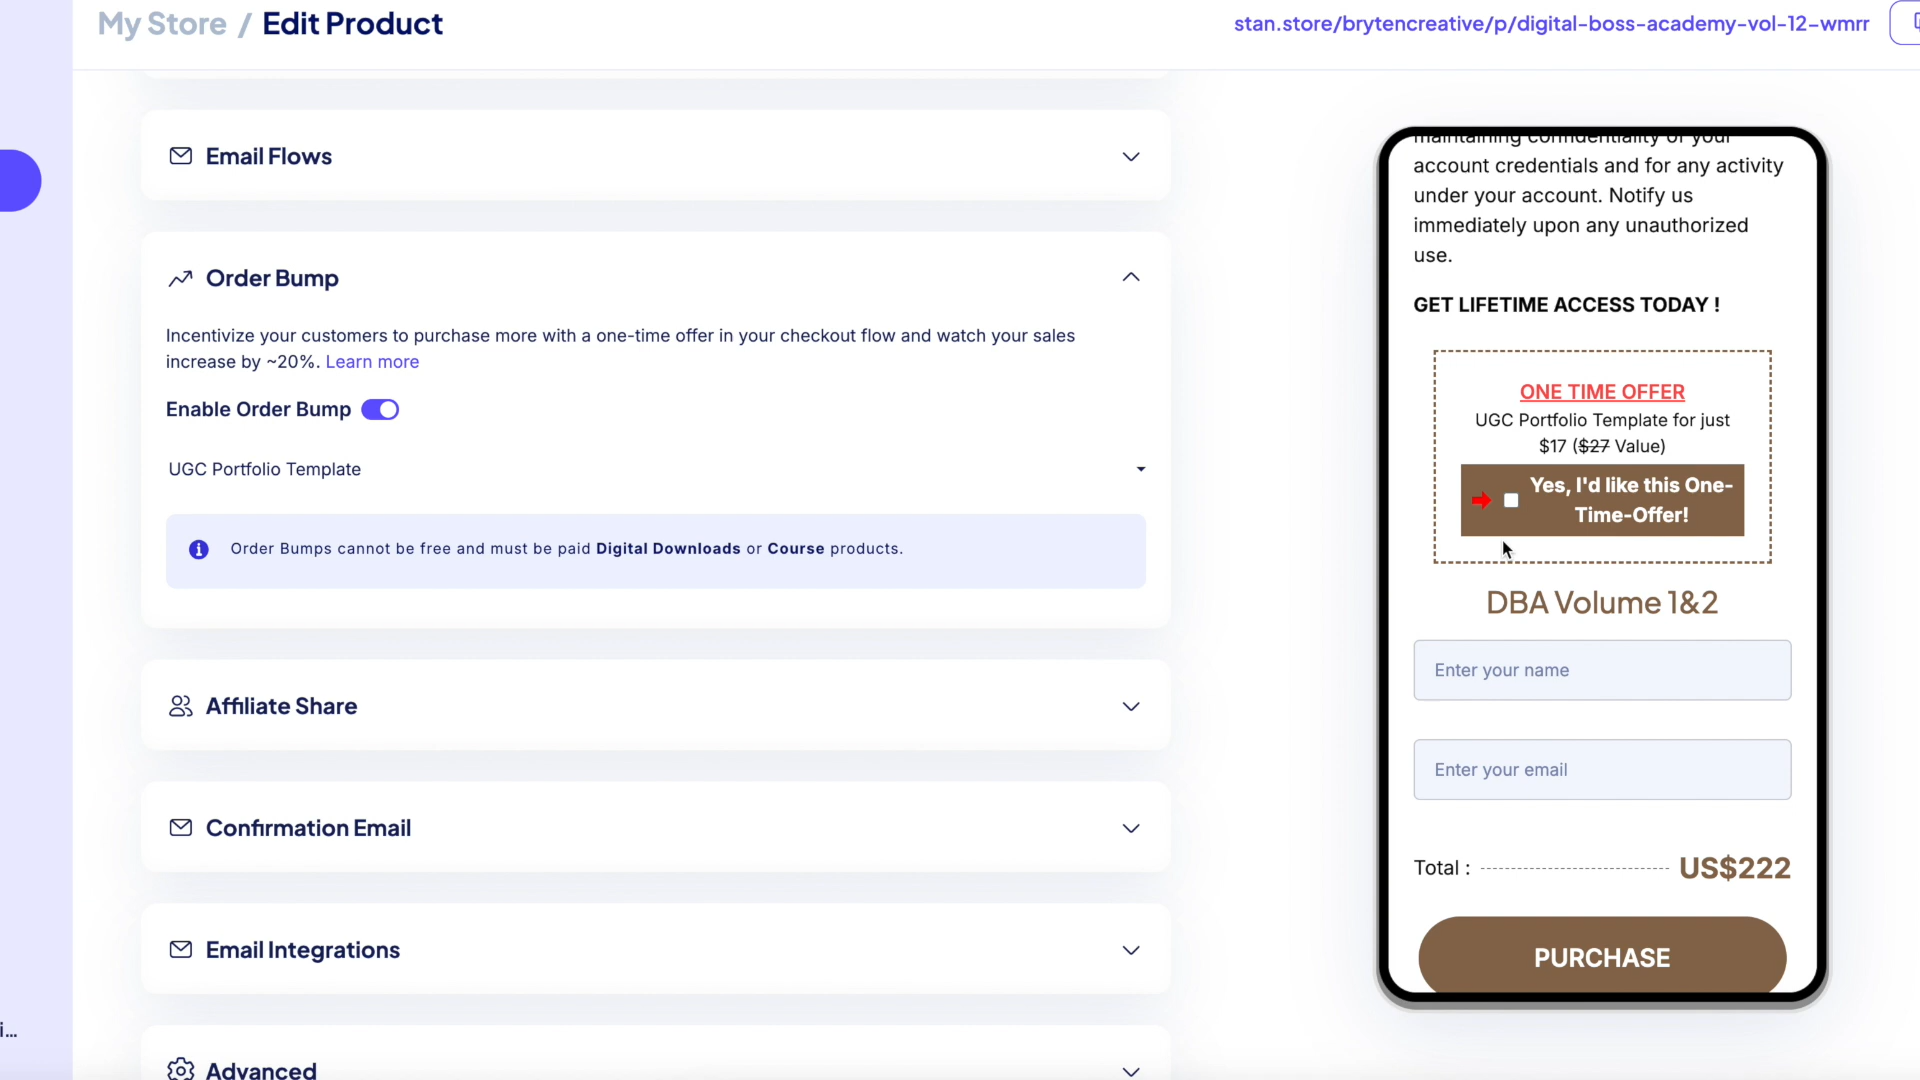 My Store / Edit Product
stan.store/brytencreative/p/digital-boss-academy-vol-12-wmrr
Email Flows
Order Bump
Incentivize your customers to purchase more with a one-time offer in your checkout flow and watch your sales
increase by ~20%. Learn more
Enable Order Bump
UGC Portfolio Template
Order Bumps cannot be free and must be paid Digital Downloads or Course products.
Affiliate Share
Confirmation Email
Email Integrations
Advanced
i...
maintaining confidentiality of your
account credentials and for any activity
under your account. Notify us
immediately upon any unauthorized
use.
GET LIFETIME ACCESS TODAY !
ONE TIME OFFER
UGC Portfolio Template for just
$17 ($27 Value)
Yes, I'd like this One-
Time-Offer!
DBA Volume 1&2
Enter your name
Enter your email
Total : US$222
PURCHASE